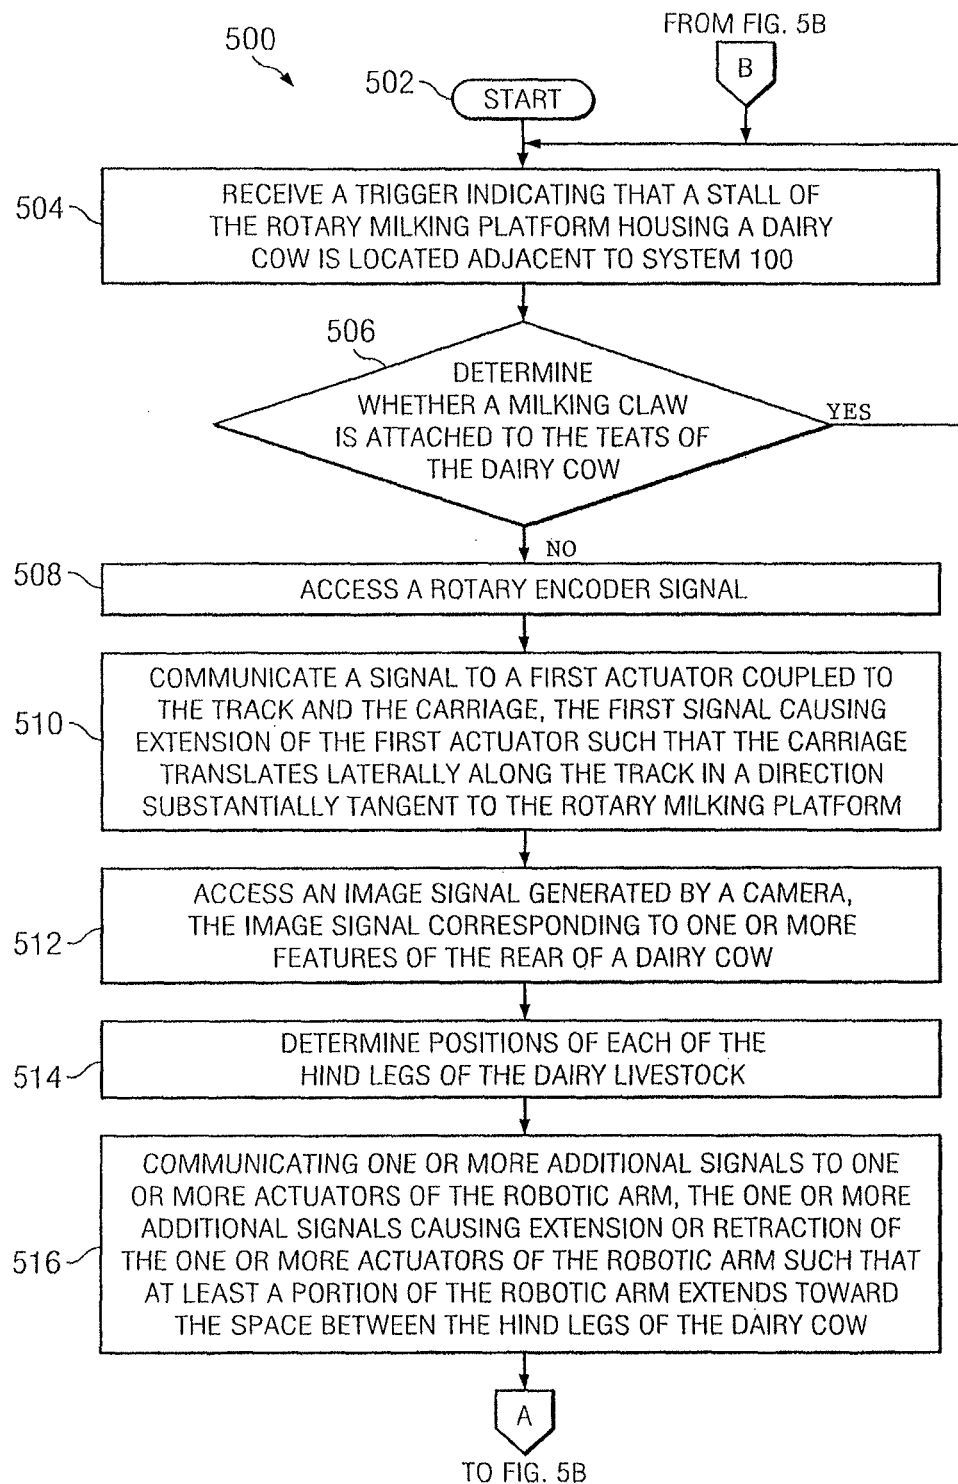 500
FROM FIG. 5B
B
502
START
504
RECEIVE A TRIGGER INDICATING THAT A STALL OF
THE ROTARY MILKING PLATFORM HOUSING A DAIRY
COW IS LOCATED ADJACENT TO SYSTEM 100
506
DETERMINE
WHETHER A MILKING CLAW
IS ATTACHED TO THE TEATS OF
THE DAIRY COW
YES
NO
508
ACCESS A ROTARY ENCODER SIGNAL
510
COMMUNICATE A SIGNAL TO A FIRST ACTUATOR COUPLED TO
THE TRACK AND THE CARRIAGE, THE FIRST SIGNAL CAUSING
EXTENSION OF THE FIRST ACTUATOR SUCH THAT THE CARRIAGE
TRANSLATES LATERALLY ALONG THE TRACK IN A DIRECTION
SUBSTANTIALLY TANGENT TO THE ROTARY MILKING PLATFORM
512
ACCESS AN IMAGE SIGNAL GENERATED BY A CAMERA,
THE IMAGE SIGNAL CORRESPONDING TO ONE OR MORE
FEATURES OF THE REAR OF A DAIRY COW
514
DETERMINE POSITIONS OF EACH OF THE
HIND LEGS OF THE DAIRY LIVESTOCK
516
COMMUNICATING ONE OR MORE ADDITIONAL SIGNALS TO ONE
OR MORE ACTUATORS OF THE ROBOTIC ARM, THE ONE OR MORE
ADDITIONAL SIGNALS CAUSING EXTENSION OR RETRACTION OF
THE ONE OR MORE ACTUATORS OF THE ROBOTIC ARM SUCH THAT
AT LEAST A PORTION OF THE ROBOTIC ARM EXTENDS TOWARD
THE SPACE BETWEEN THE HIND LEGS OF THE DAIRY COW
A
TO FIG. 5B